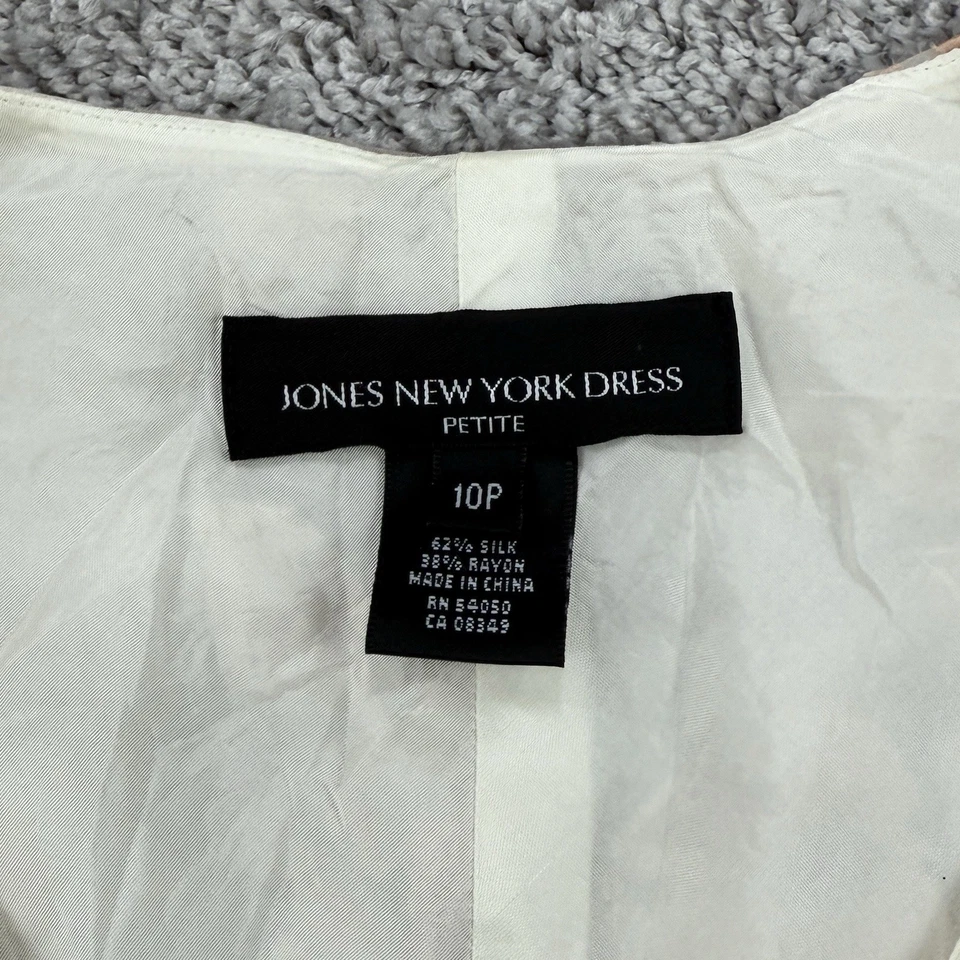 JONES NEW YORK DRESS
PETITE
10P
62% SILK
38% RAYON
MADE IN CHINA
RN 54050
CA 08349